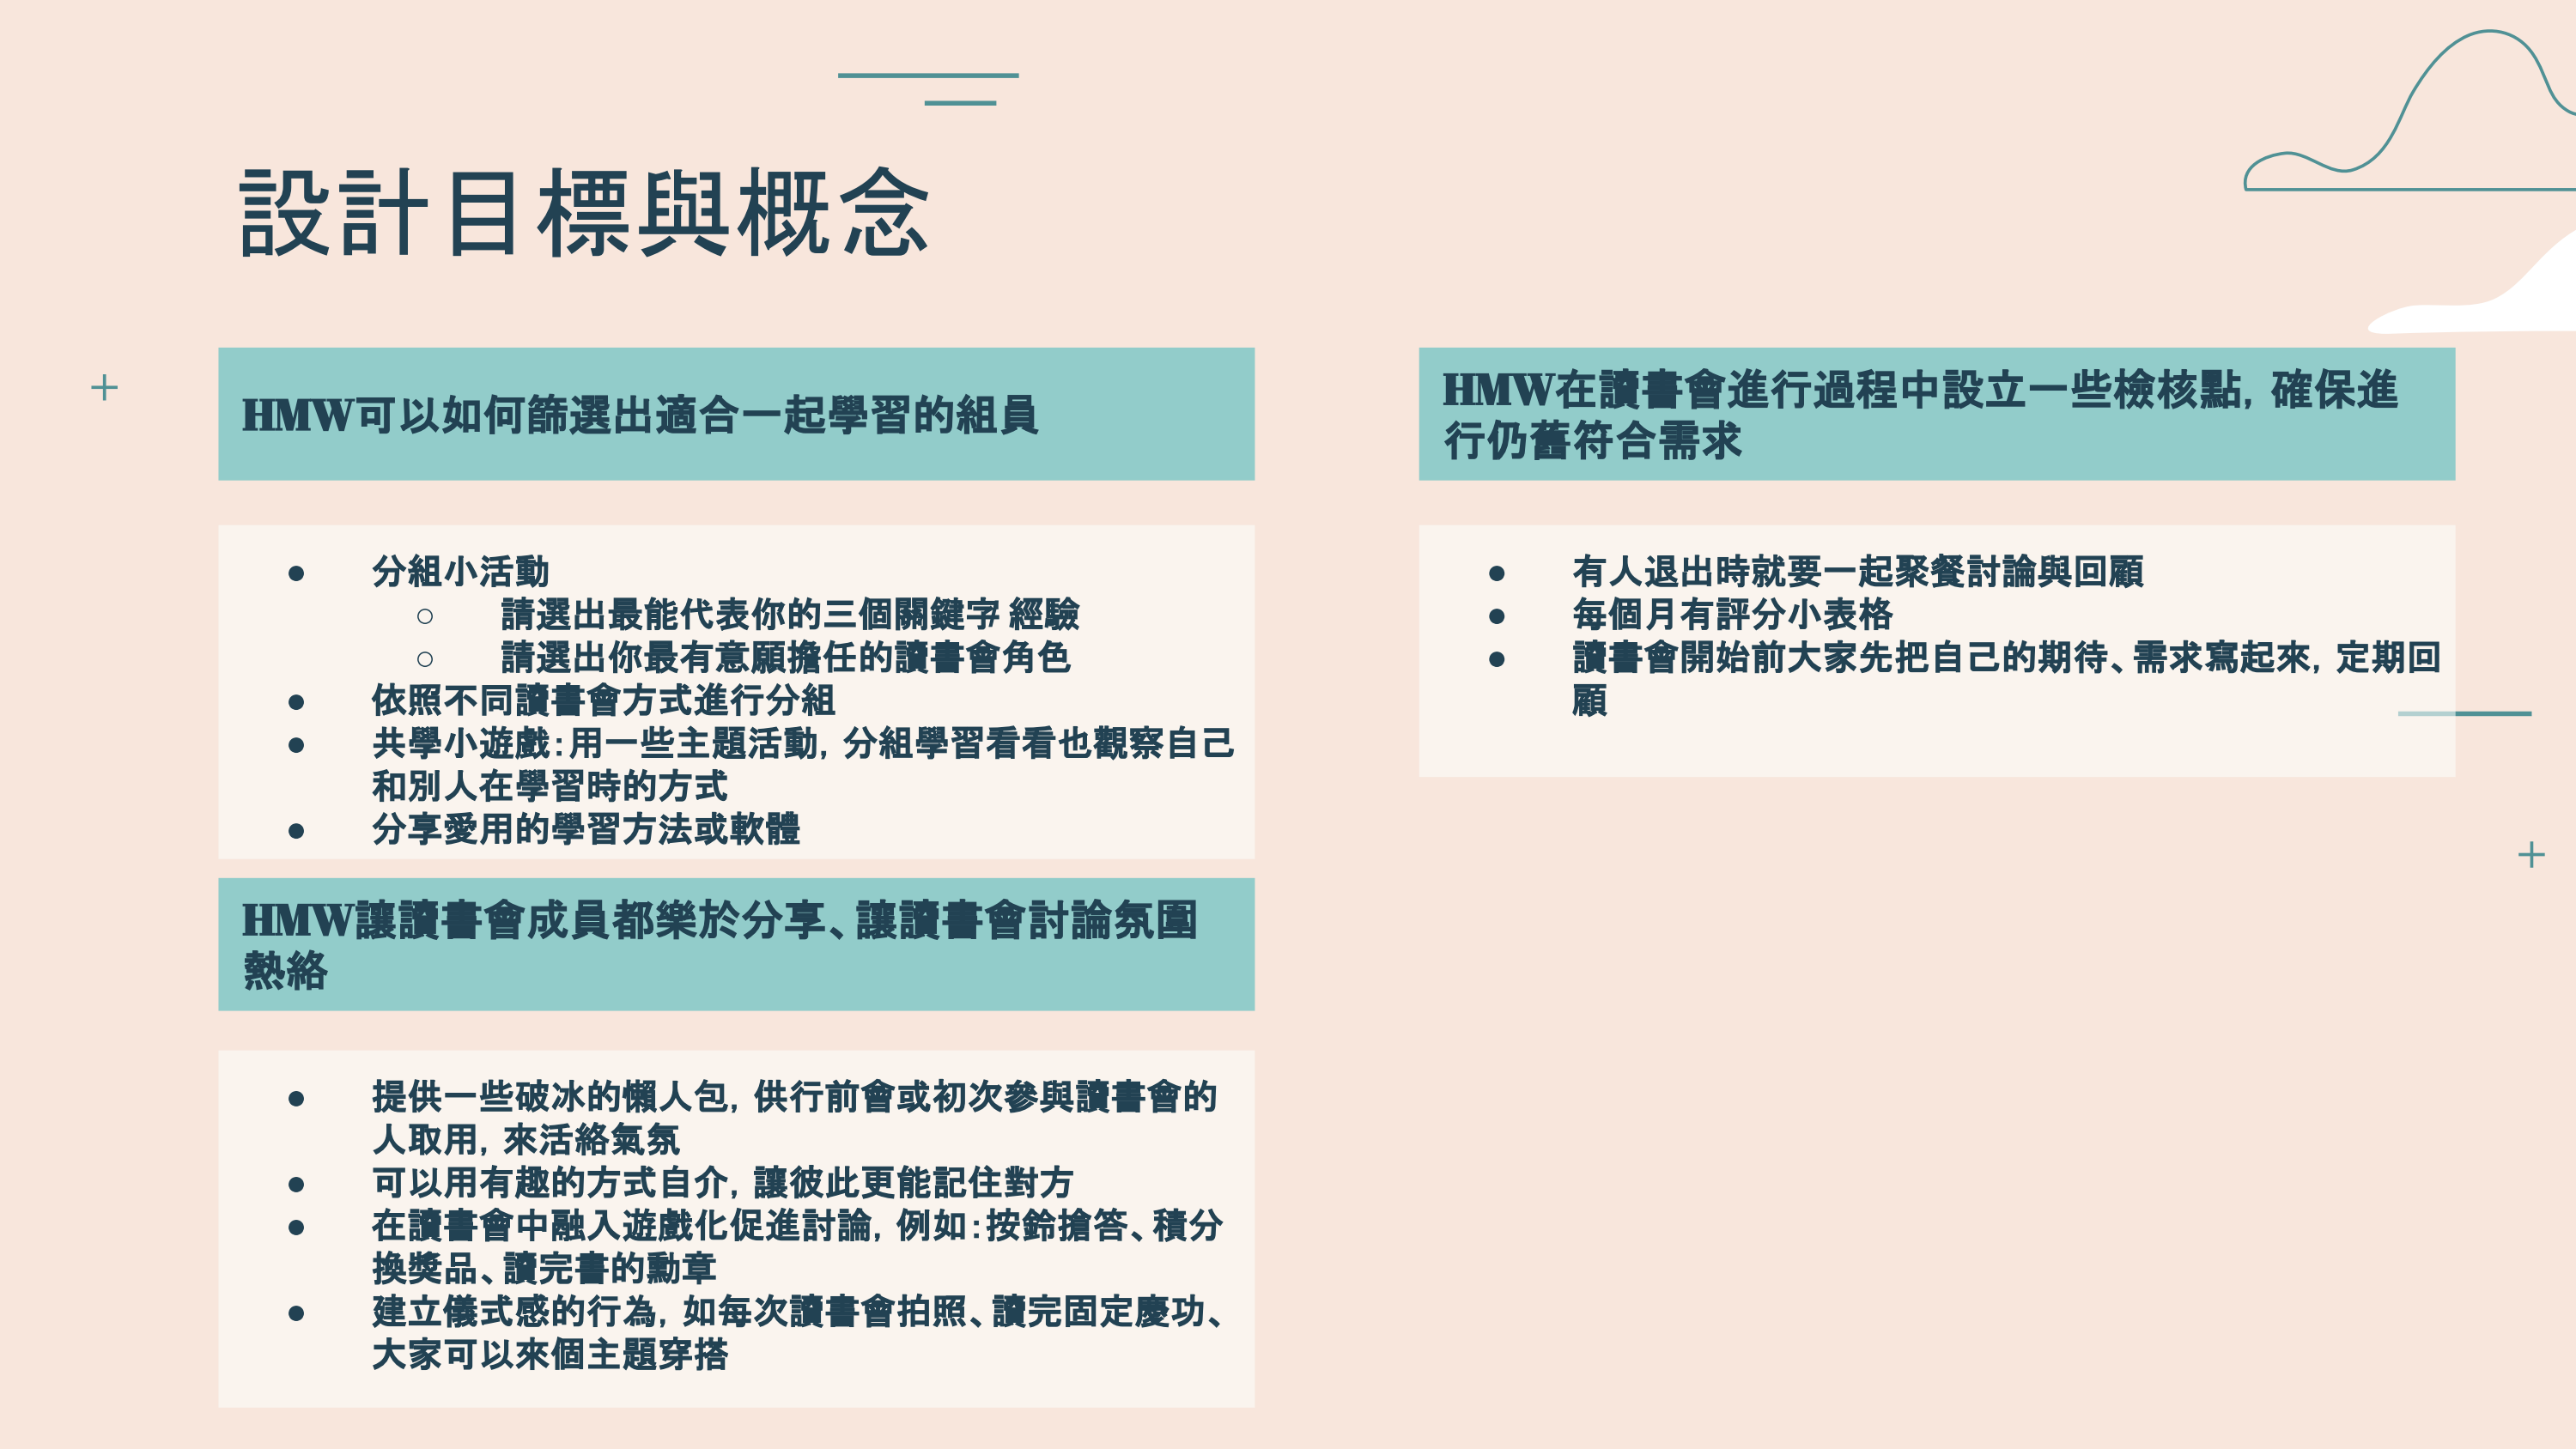 設計目標與概念
HMW可以如何篩選出適合一起學習的組員
● 分組小活動
○ 請選出最能代表你的三個關鍵字 經驗
○ 請選出你最有意願擔任的讀書會角色
● 依照不同讀書會方式進行分組
● 共學小遊戲:用一些主題活動, 分組學習看看也觀察自己
和別人在學習時的方式
● 分享愛用的學習方法或軟體
HMW讓讀書會成員都樂於分享、讓讀書會討論氛圍
熱絡
● 提供一些破冰的懶人包, 供行前會或初次參與讀書會的
人取用, 來活絡氣氛
● 可以用有趣的方式自介, 讓彼此更能記住對方
● 在讀書會中融入遊戲化促進討論, 例如:按鈴搶答、積分
換獎品、讀完書的勳章
● 建立儀式感的行為, 如每次讀書會拍照、讀完固定慶功、
大家可以來個主題穿搭
HMW在讀書會進行過程中設立一些檢核點, 確保進
行仍舊符合需求
● 有人退出時就要一起聚餐討論與回顧
● 每個月有評分小表格
● 讀書會開始前大家先把自己的期待、需求寫起來, 定期回
顧